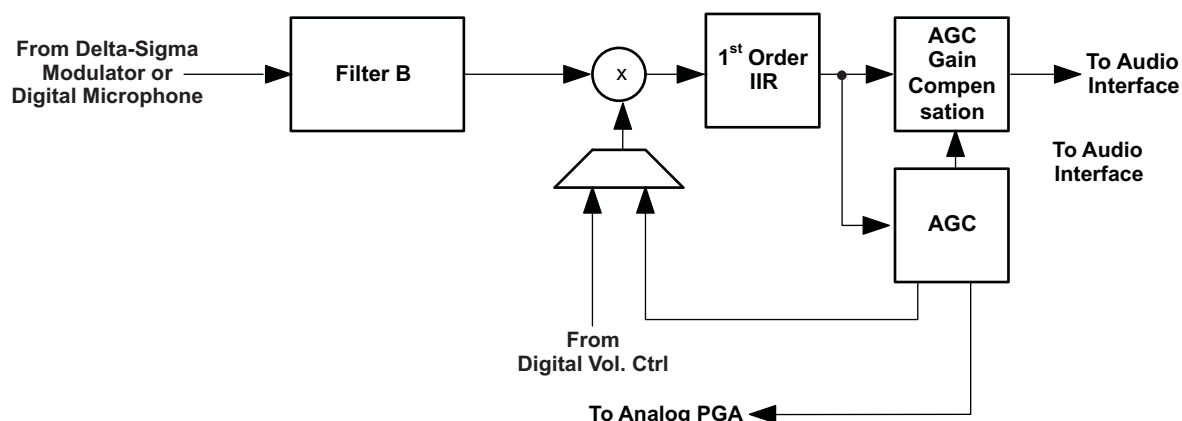 From Delta-Sigma
Modulator or
Digital Microphone
Filter B
x
1st Order
IIR
AGC
Gain
Compen
sation
To Audio
Interface
To Audio
Interface
AGC
From
Digital Vol. Ctrl
To Analog PGA